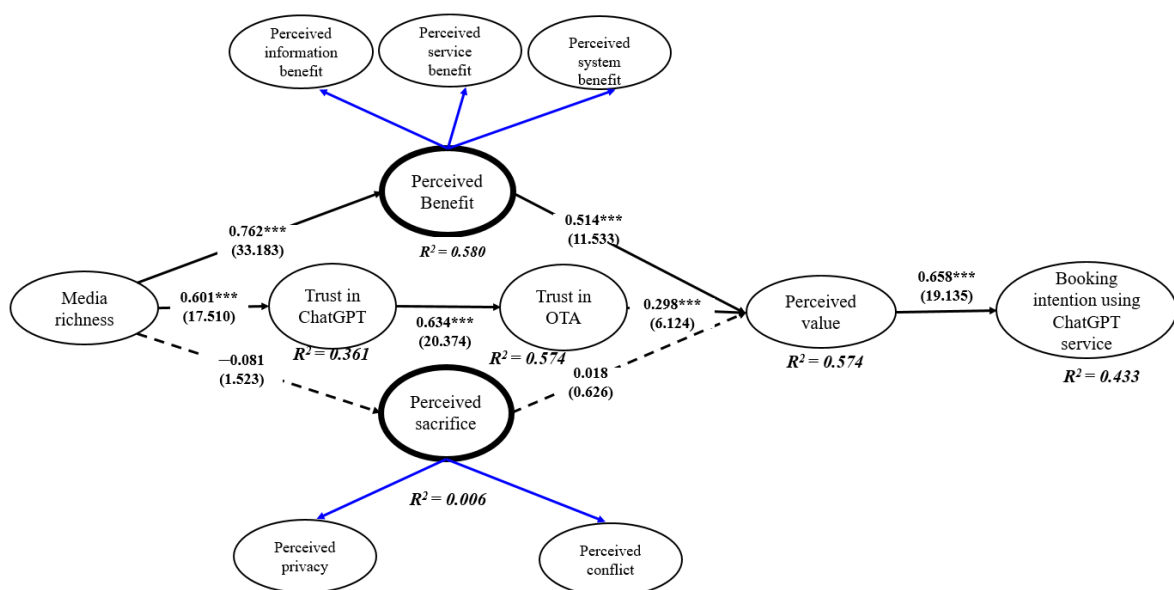 Perceived
information
benefit
Perceived
service
benefit
Perceived
system
benefit
Perceived
Benefit
0.762***
(33.183)
R² = 0.580
0.514***
(11.533)
Media
richness
0.601***
(17.510)
Trust in
ChatGPT
R² = 0.361
0.634***
(20.374)
Trust in
OTA
R² = 0.574
0.298***
(6.124)
Perceived
value
R² = 0.574
0.658***
(19.135)
Booking
intention using
ChatGPT
service
R² = 0.433
—0.081
(1.523)
Perceived
sacrifice
0.018
(0.626)
R² = 0.006
Perceived
privacy
Perceived
conflict